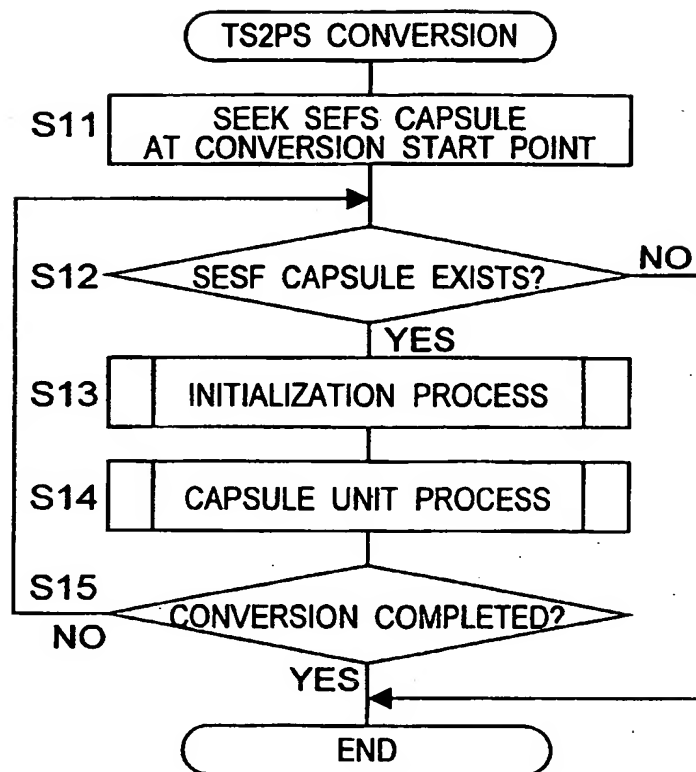 TS2PS CONVERSION
S11
SEEK SEFS CAPSULE
AT CONVERSION START POINT
S12
SESF CAPSULE EXISTS?
NO
YES
S13
INITIALIZATION PROCESS
S14
CAPSULE UNIT PROCESS
S15
CONVERSION COMPLETED?
NO
YES
END